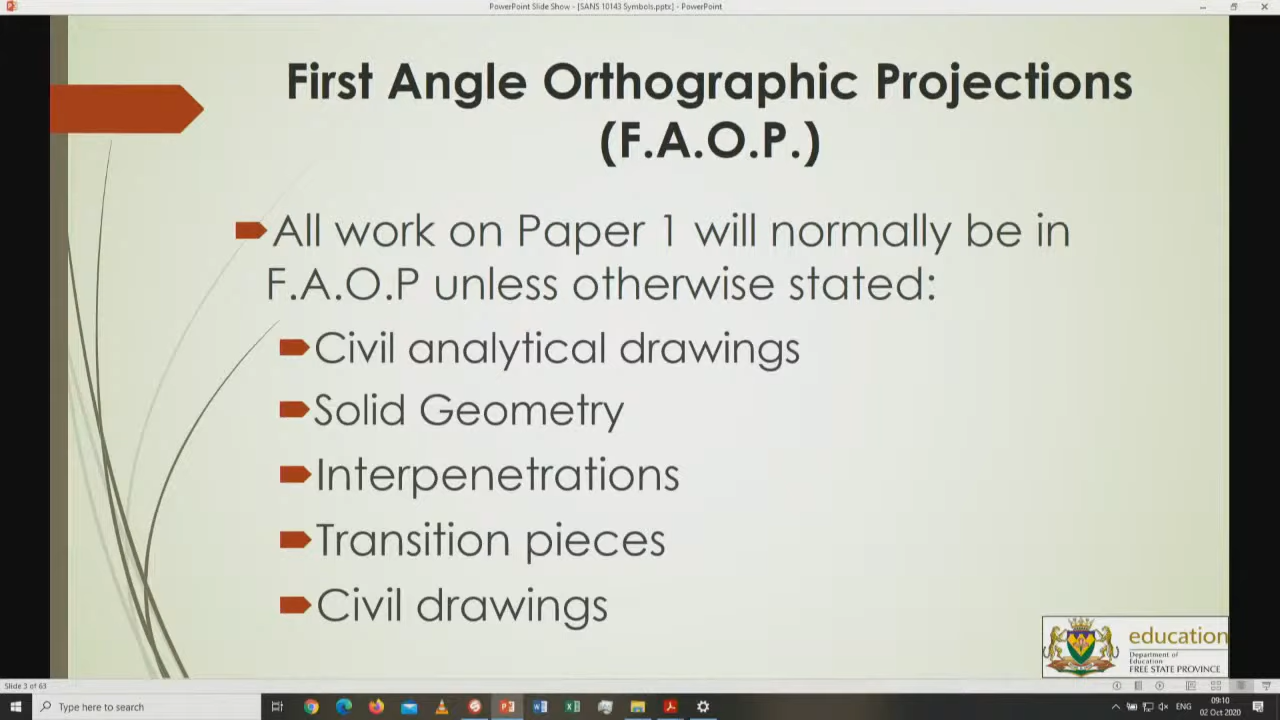 PowerPoint Slide Show - [SANS 10143 Symbols.pptx] - PowerPoint
First Angle Orthographic Projections
(F.A.O.P.)
All work on Paper 1 will normally be in
F.A.O.P unless otherwise stated:
Civil analytical drawings
Solid Geometry
Interpenetrations
Transition pieces
Civil drawings
education
Department of
Education
FREE STATE PROVINCE
Slide 3 of 63
Type here to search
ENG
09:10
02 Oct 2020